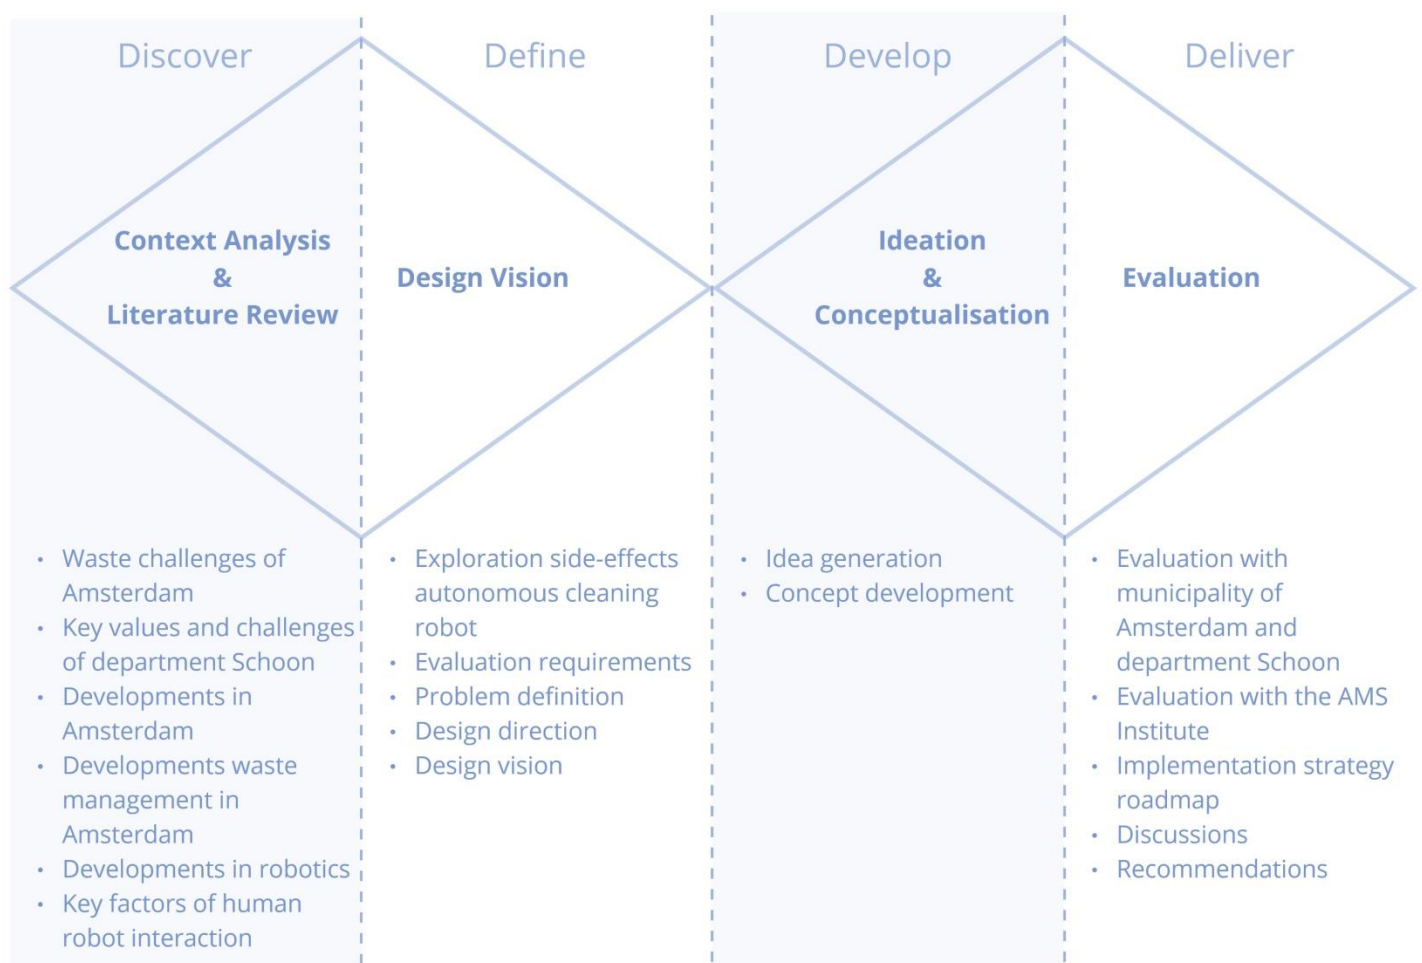 Discover
Define
Develop
Deliver
Context Analysis
&
Literature Review
Design Vision
Ideation
&
Conceptualisation
Evaluation
• Waste challenges of
Amsterdam
• Key values and challenges
of department Schoon
• Developments in
Amsterdam
• Developments waste
management in
Amsterdam
• Developments in robotics
• Key factors of human
robot interaction
• Exploration side-effects
autonomous cleaning
robot
• Evaluation requirements
• Problem definition
• Design direction
• Design vision
• Idea generation
• Concept development
• Evaluation with
municipality of
Amsterdam and
department Schoon
• Evaluation with the AMS
Institute
• Implementation strategy
roadmap
• Discussions
• Recommendations